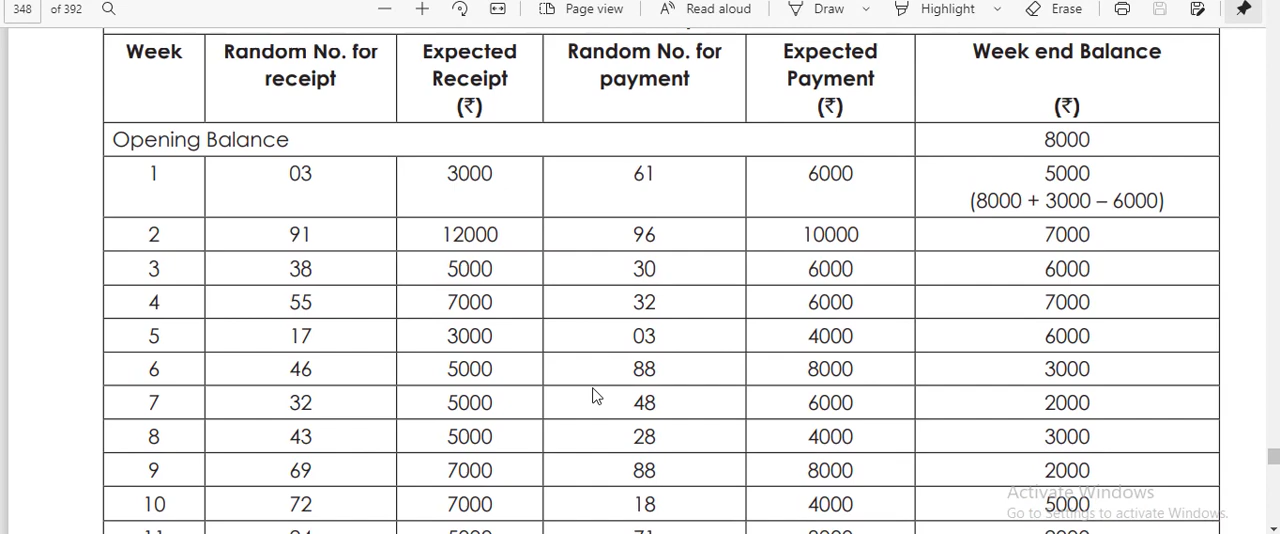 348 of 392 Page view Read aloud Draw Highlight Erase
Week Random No. for receipt Expected Receipt (₹) Random No. for payment Expected Payment (₹) Week end Balance (₹)
Opening Balance 8000
1 03 3000 61 6000 5000
(8000 + 3000 – 6000)
2 91 12000 96 10000 7000
3 38 5000 30 6000 6000
4 55 7000 32 6000 7000
5 17 3000 03 4000 6000
6 46 5000 88 8000 3000
7 32 5000 48 6000 2000
8 43 5000 28 4000 3000
9 69 7000 88 8000 2000
10 72 7000 18 4000 5000
Activate Windows
Go to Settings to activate Windows.